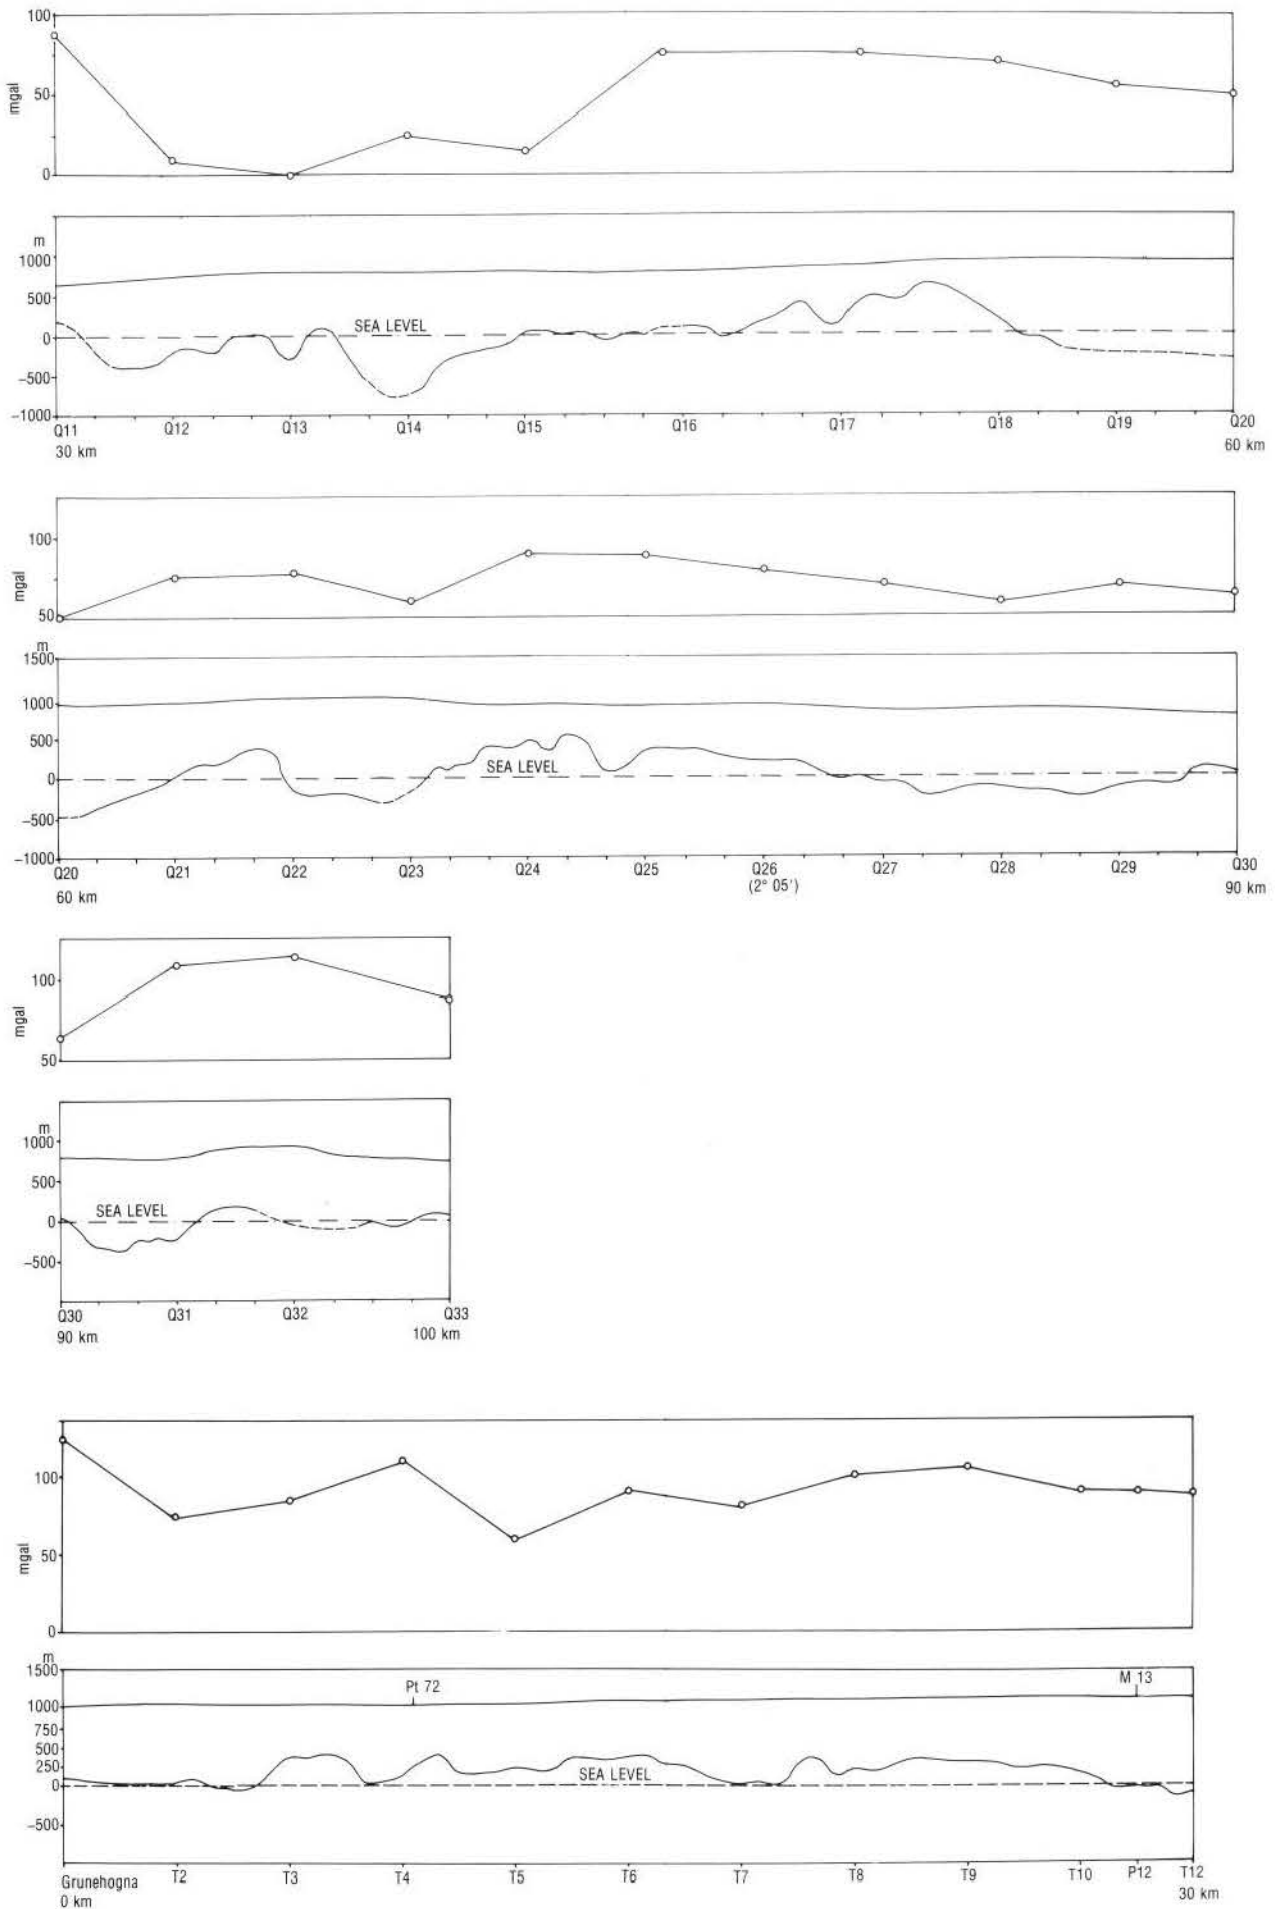 100
mgal
50
0
m
1000
500
SEA LEVEL
0
-500
-1000
Q11 Q12 Q13 Q14 Q15 Q16 Q17 Q18 Q19 Q20
30 km 60 km
100
mgal
50
m
1500
1000
500
SEA LEVEL
0
-500
-1000
Q20 Q21 Q22 Q23 Q24 Q25 Q26 Q27 Q28 Q29 Q30
(2° 05')
60 km 90 km
100
mgal
50
m
1000
500
SEA LEVEL
0
-500
Q30 Q31 Q32 Q33
90 km 100 km
100
mgal
50
0
m
1500
Pt 72 M 13
1000
750
500
250
SEA LEVEL
0
-500
Grunehogna T2 T3 T4 T5 T6 T7 T8 T9 T10 P12 T12
0 km 30 km